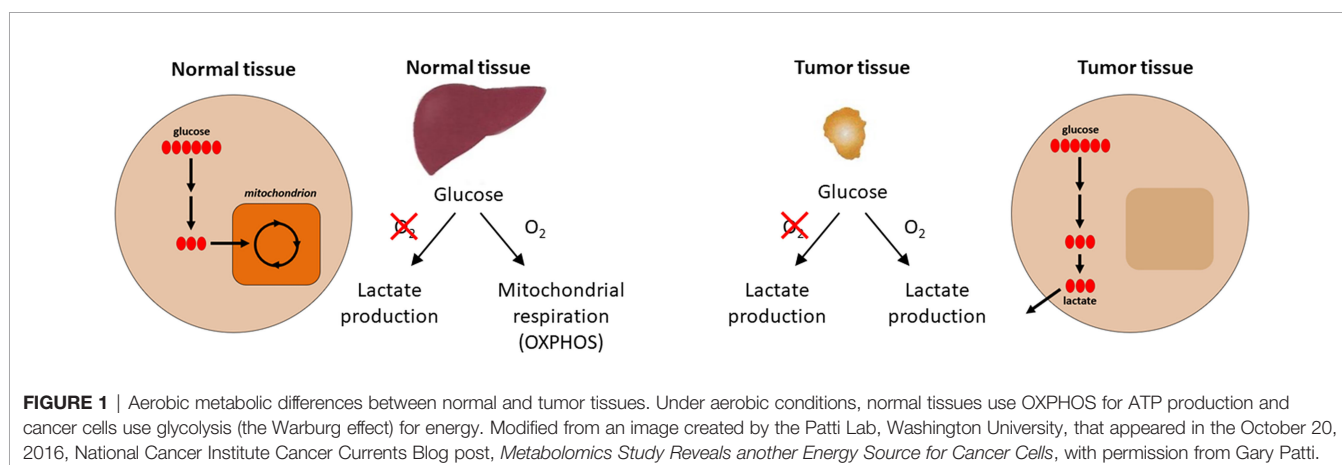 Normal tissue
glucose
mitochondrion
Normal tissue
Glucose
O₂
O₂
Lactate
production
Mitochondrial
respiration
(OXPHOS)
Tumor tissue
Glucose
O₂
O₂
Lactate
production
Lactate
production
Tumor tissue
glucose
lactate
FIGURE 1 | Aerobic metabolic differences between normal and tumor tissues. Under aerobic conditions, normal tissues use OXPHOS for ATP production and
cancer cells use glycolysis (the Warburg effect) for energy. Modified from an image created by the Patti Lab, Washington University, that appeared in the October 20,
2016, National Cancer Institute Cancer Currents Blog post, Metabolomics Study Reveals another Energy Source for Cancer Cells, with permission from Gary Patti.